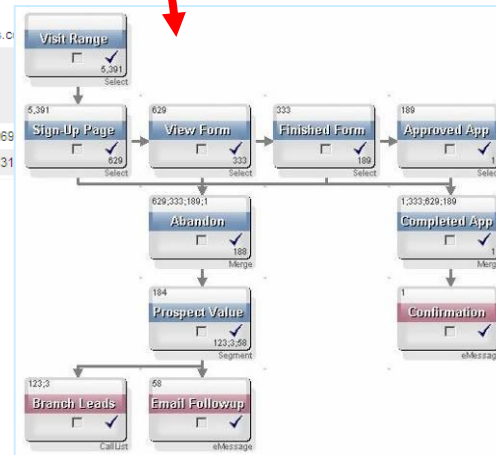 Visit Range
5,391
Select
5,391 629 333 189
Sign-Up Page View Form Finished Form Approved App
629 333 189 1
Select Select Select
69
31
629;333;189;1 1;333;629;189
Abandon Completed App
188 1
Merge
184 1
Prospect Value Confirmation
123;3;58
Segment eMessage
123;3 58
Branch Leads Email Followup
CallList eMessage